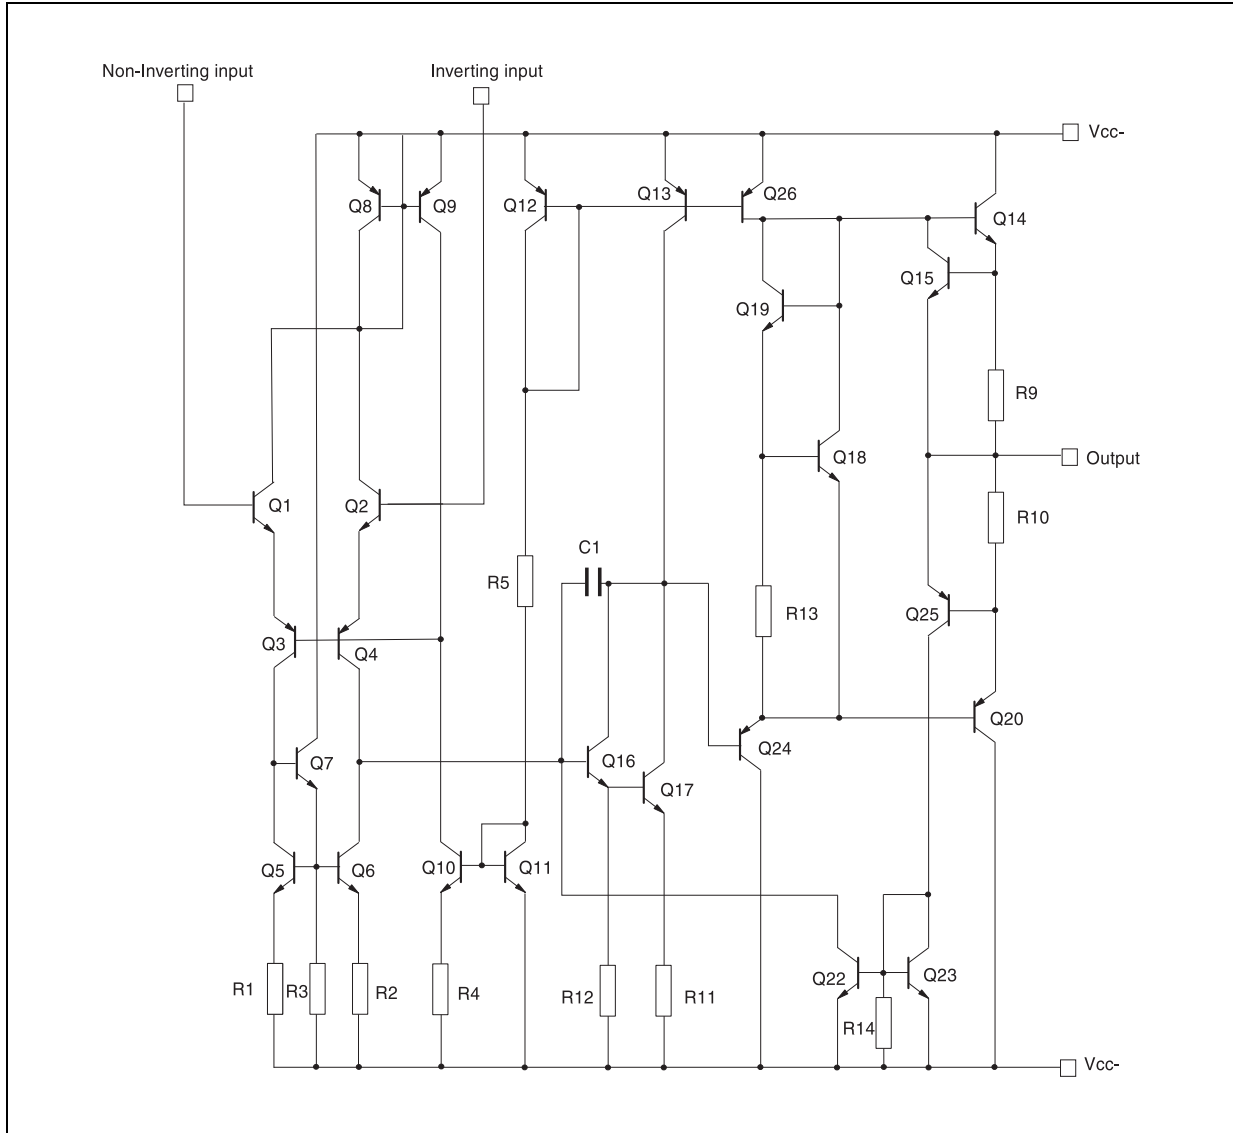 Non-Inverting input
Inverting input
Vcc-
Q8
Q9
Q12
Q13
Q26
Q14
Q15
Q19
R9
Q18
Output
Q1
Q2
R10
C1
R5
R13
Q25
Q3
Q4
Q20
Q24
Q7
Q16
Q17
Q5
Q6
Q10
Q11
Q22
Q23
R1
R3
R2
R4
R12
R11
R14
Vcc-